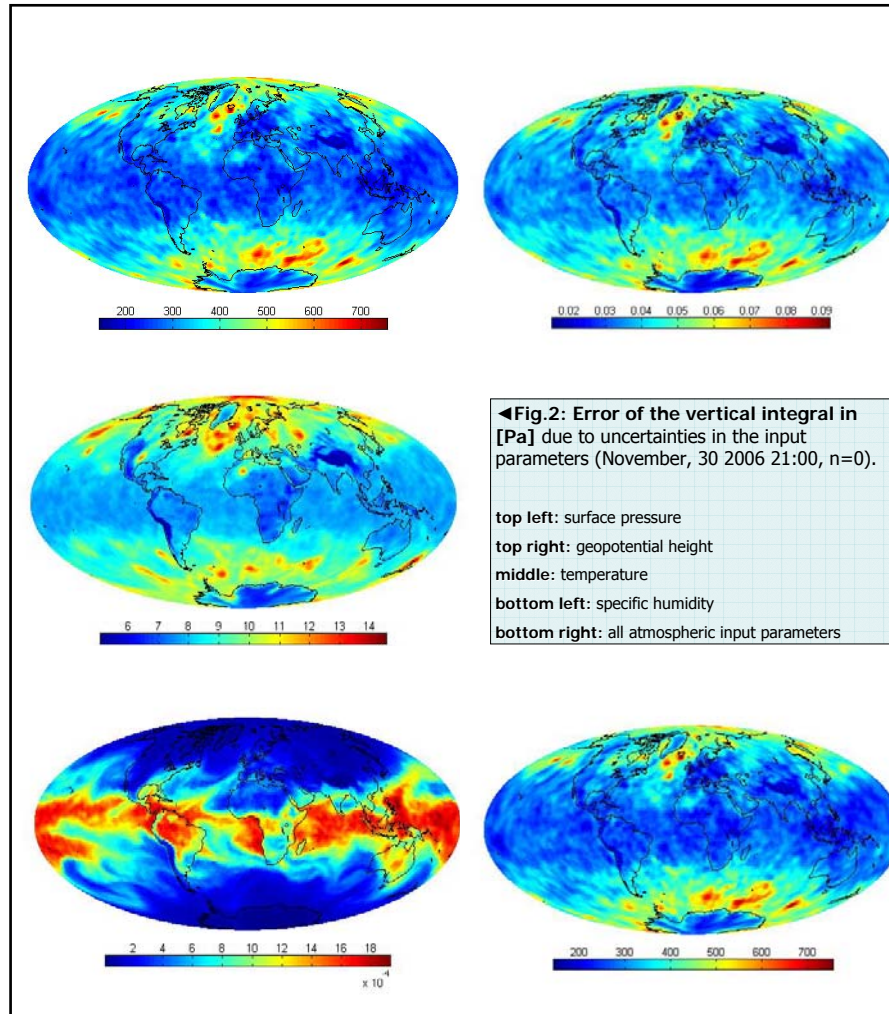 200 300 400 500 600 700
0.02 0.03 0.04 0.05 0.06 0.07 0.08 0.09
6 7 8 9 10 11 12 13 14
◄Fig.2: Error of the vertical integral in
[Pa] due to uncertainties in the input
parameters (November, 30 2006 21:00, n=0).
top left: surface pressure
top right: geopotential height
middle: temperature
bottom left: specific humidity
bottom right: all atmospheric input parameters
2 4 6 8 10 12 14 16 18
x 10⁻⁴
200 300 400 500 600 700